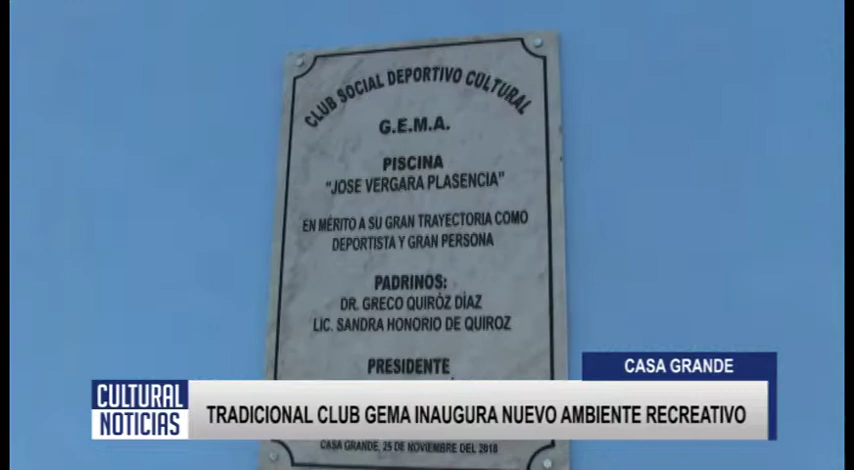 CLUB SOCIAL DEPORTIVO CULTURAL
G.E.M.A.
PISCINA
"JOSE VERGARA PLASENCIA"
EN MÉRITO A SU GRAN TRAYECTORIA COMO
DEPORTISTA Y GRAN PERSONA
PADRINOS:
DR. GRECO QUIRÓZ DÍAZ
LIC. SANDRA HONORIO DE QUIROZ
PRESIDENTE
CASA GRANDE
CULTURAL
NOTICIAS
TRADICIONAL CLUB GEMA INAUGURA NUEVO AMBIENTE RECREATIVO
CASA GRANDE, 25 DE NOVIEMBRE DEL 2018